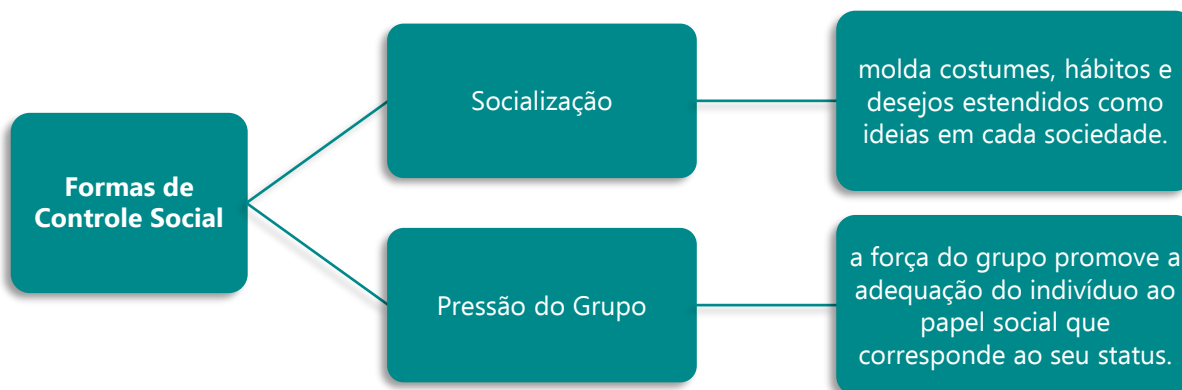 Formas de
Controle Social
Socialização
molda costumes, hábitos e
desejos estendidos como
ideias em cada sociedade.
Pressão do Grupo
a força do grupo promove a
adequação do indivíduo ao
papel social que
corresponde ao seu status.